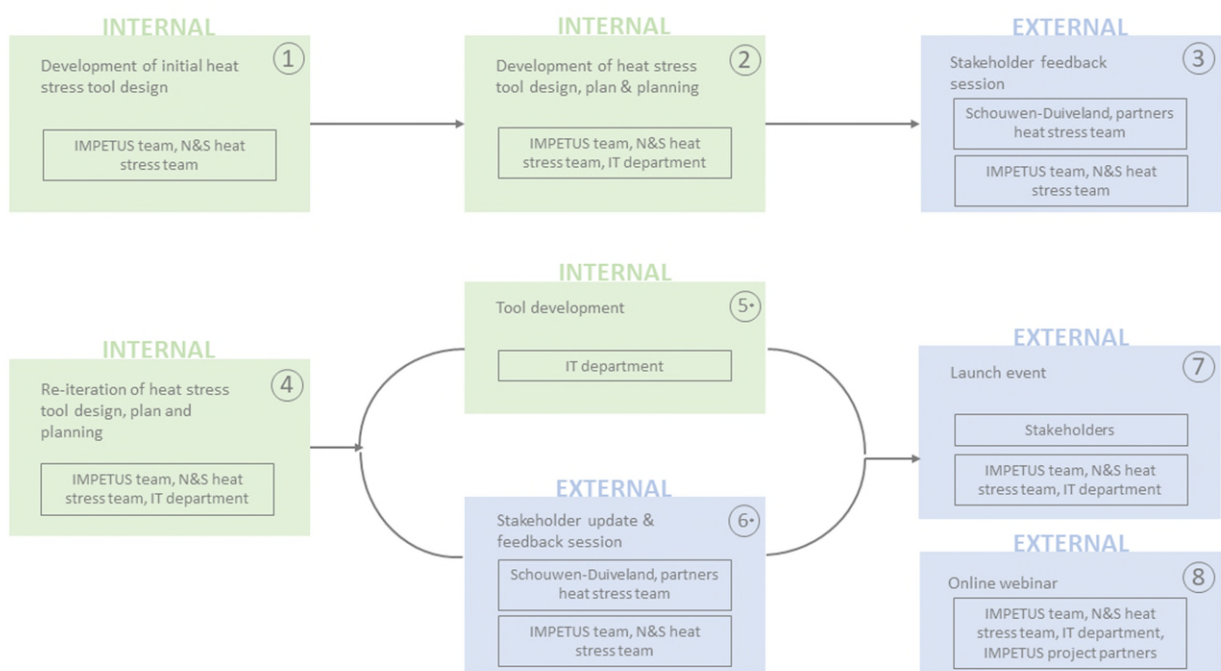 INTERNAL
1
Development of initial heat
stress tool design
IMPETUS team, N&S heat
stress team
INTERNAL
2
Development of heat stress
tool design, plan & planning
IMPETUS team, N&S heat
stress team, IT department
EXTERNAL
3
Stakeholder feedback
session
Schouwen-Duiveland, partners
heat stress team
IMPETUS team, N&S heat
stress team
INTERNAL
4
Re-iteration of heat stress
tool design, plan and
planning
IMPETUS team, N&S heat
stress team, IT department
INTERNAL
5•
Tool development
IT department
EXTERNAL
6•
Stakeholder update &
feedback session
Schouwen-Duiveland, partners
heat stress team
IMPETUS team, N&S heat
stress team
EXTERNAL
7
Launch event
Stakeholders
IMPETUS team, N&S heat
stress team, IT department
EXTERNAL
8
Online webinar
IMPETUS team, N&S heat
stress team, IT department,
IMPETUS project partners